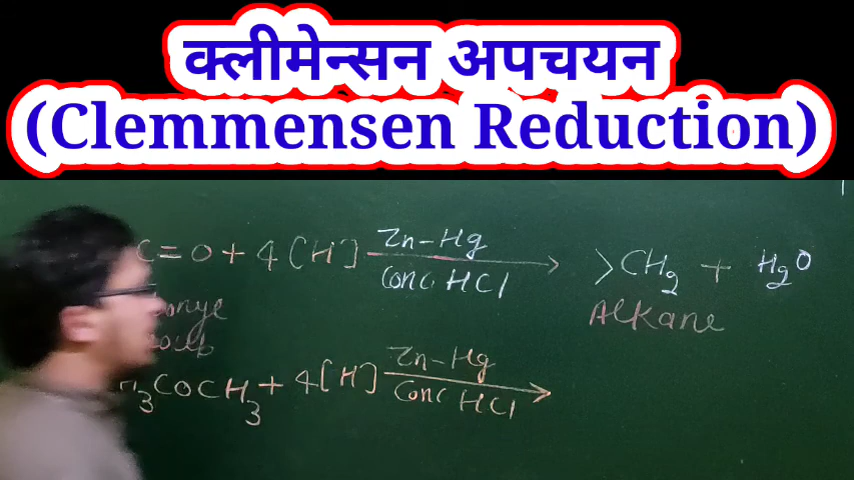 क्लीमेन्सन अपचयन
(Clemmensen Reduction)
C=O + 4[H] Zn-Hg Conc. HCl → >CH2 + H2O
Alkane
3COCH3 + 4[H] Zn-Hg Conc HCl →